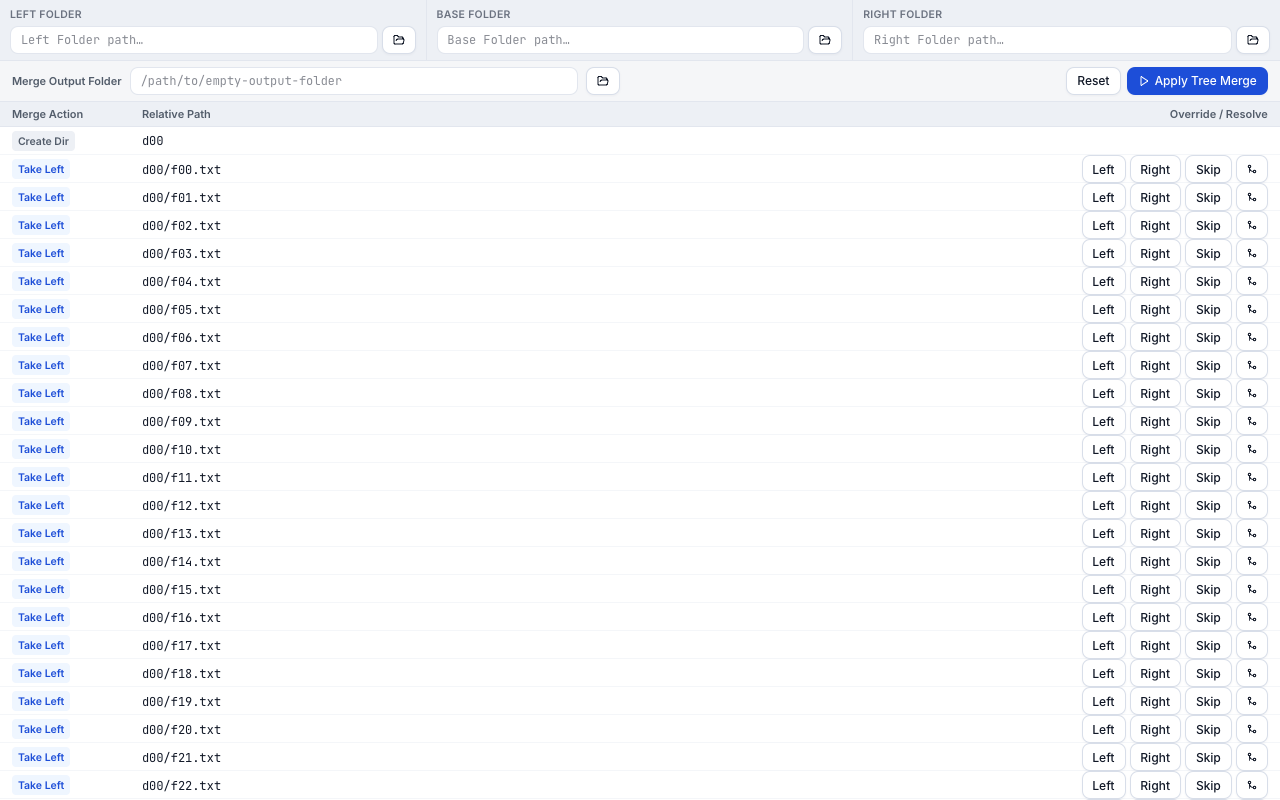 LEFT FOLDER BASE FOLDER RIGHT FOLDER
Left Folder path… Base Folder path… Right Folder path…
Merge Output Folder /path/to/empty-output-folder Reset Apply Tree Merge
Merge Action Relative Path Override / Resolve
Create Dir d00
Take Left d00/f00.txt Left Right Skip
Take Left d00/f01.txt Left Right Skip
Take Left d00/f02.txt Left Right Skip
Take Left d00/f03.txt Left Right Skip
Take Left d00/f04.txt Left Right Skip
Take Left d00/f05.txt Left Right Skip
Take Left d00/f06.txt Left Right Skip
Take Left d00/f07.txt Left Right Skip
Take Left d00/f08.txt Left Right Skip
Take Left d00/f09.txt Left Right Skip
Take Left d00/f10.txt Left Right Skip
Take Left d00/f11.txt Left Right Skip
Take Left d00/f12.txt Left Right Skip
Take Left d00/f13.txt Left Right Skip
Take Left d00/f14.txt Left Right Skip
Take Left d00/f15.txt Left Right Skip
Take Left d00/f16.txt Left Right Skip
Take Left d00/f17.txt Left Right Skip
Take Left d00/f18.txt Left Right Skip
Take Left d00/f19.txt Left Right Skip
Take Left d00/f20.txt Left Right Skip
Take Left d00/f21.txt Left Right Skip
Take Left d00/f22.txt Left Right Skip